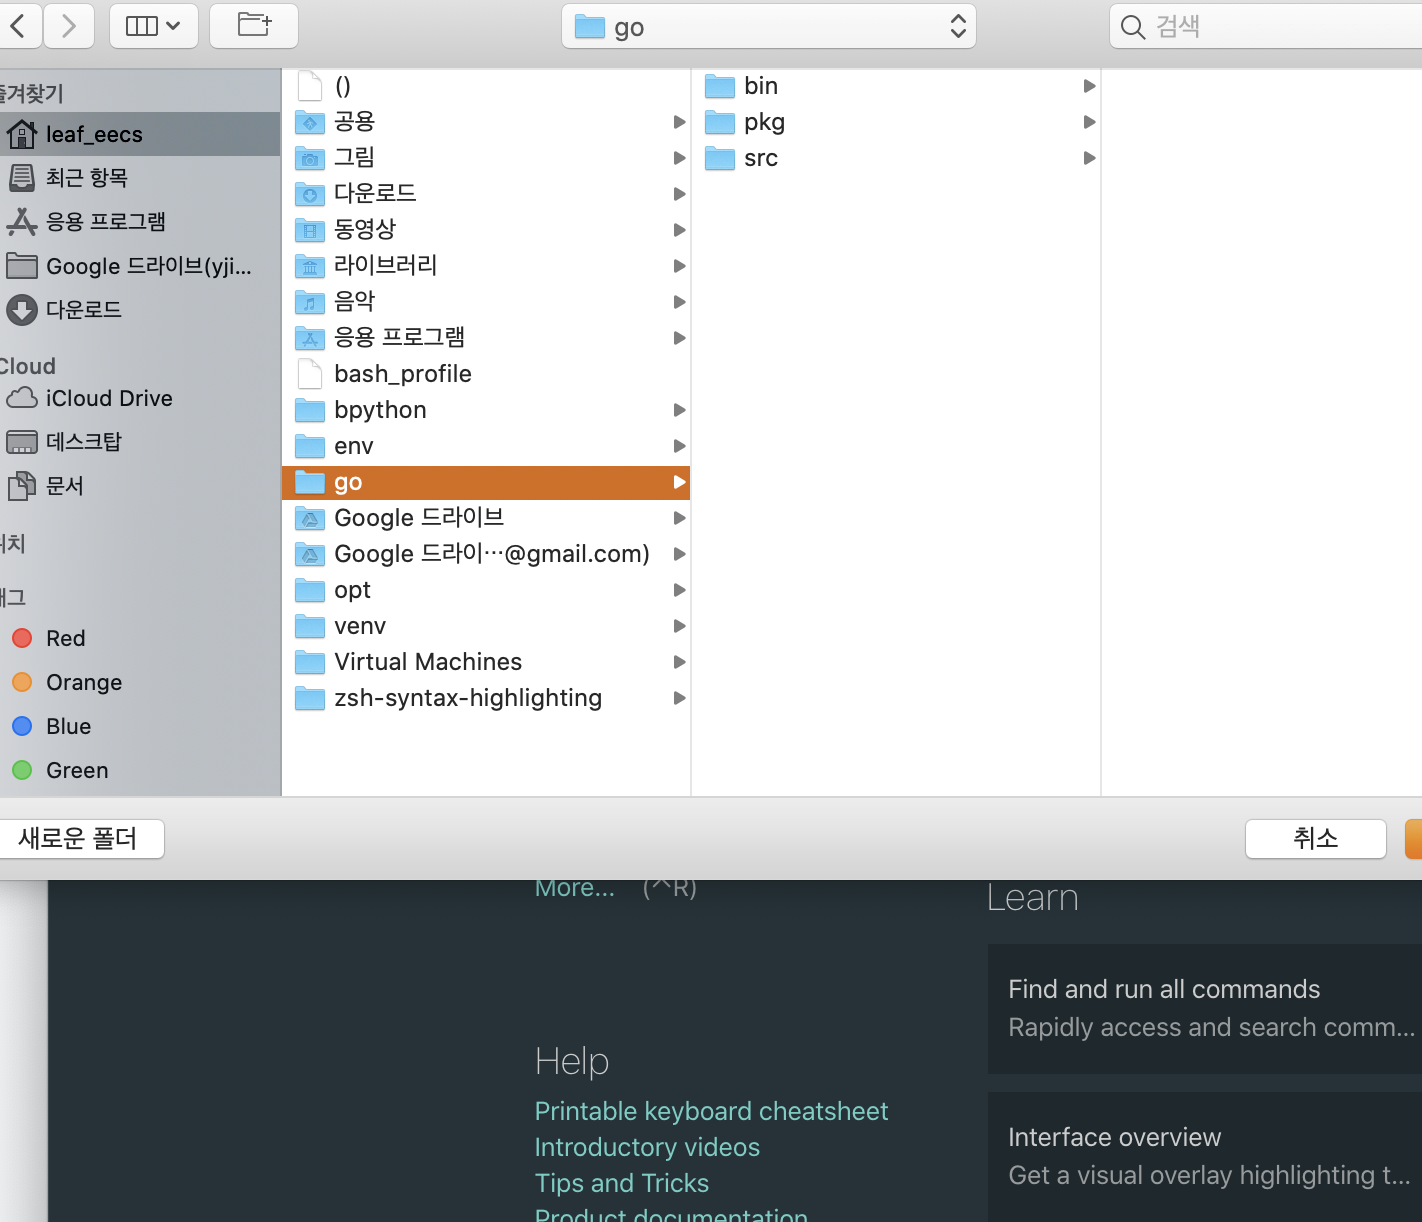 go
검색
즐겨찾기
leaf_eecs
최근 항목
응용 프로그램
Google 드라이브(yji...
다운로드
Cloud
iCloud Drive
데스크탑
문서
위치
태그
Red
Orange
Blue
Green
()
공용
그림
다운로드
동영상
라이브러리
음악
응용 프로그램
bash_profile
bpython
env
go
Google 드라이브
Google 드라이…@gmail.com)
opt
venv
Virtual Machines
zsh-syntax-highlighting
bin
pkg
src
새로운 폴더
취소
More... (^R)
Help
Printable keyboard cheatsheet
Introductory videos
Tips and Tricks
Product documentation
Learn
Find and run all commands
Rapidly access and search comm...
Interface overview
Get a visual overlay highlighting t...